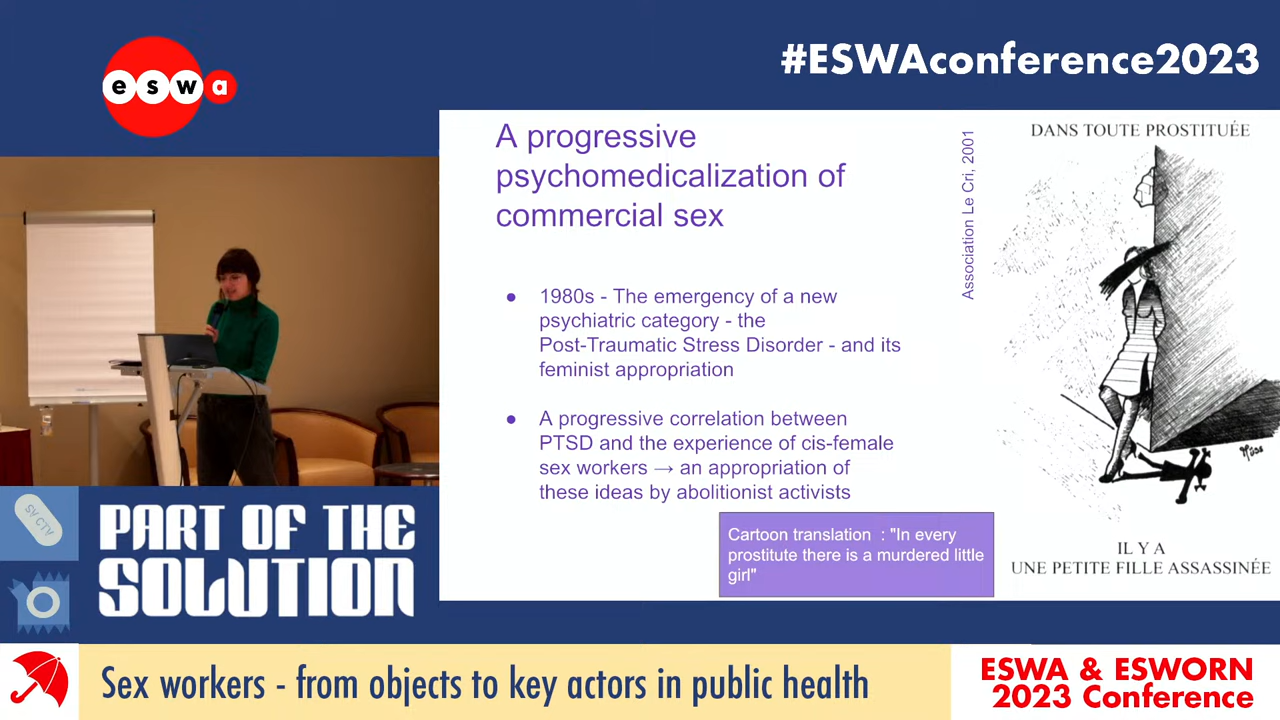 eswa
#ESWAconference2023
A progressive
psychomedicalization of
commercial sex
● 1980s - The emergency of a new
psychiatric category - the
Post-Traumatic Stress Disorder - and its
feminist appropriation
● A progressive correlation between
PTSD and the experience of cis-female
sex workers → an appropriation of
these ideas by abolitionist activists
Cartoon translation : "In every
prostitute there is a murdered little
girl"
Association Le Cri, 2001
DANS TOUTE PROSTITUÉE
IL Y A
UNE PETITE FILLE ASSASSINÉE
PART OF THE
SOLUTION
Sex workers - from objects to key actors in public health
ESWA & ESWORN
2023 Conference